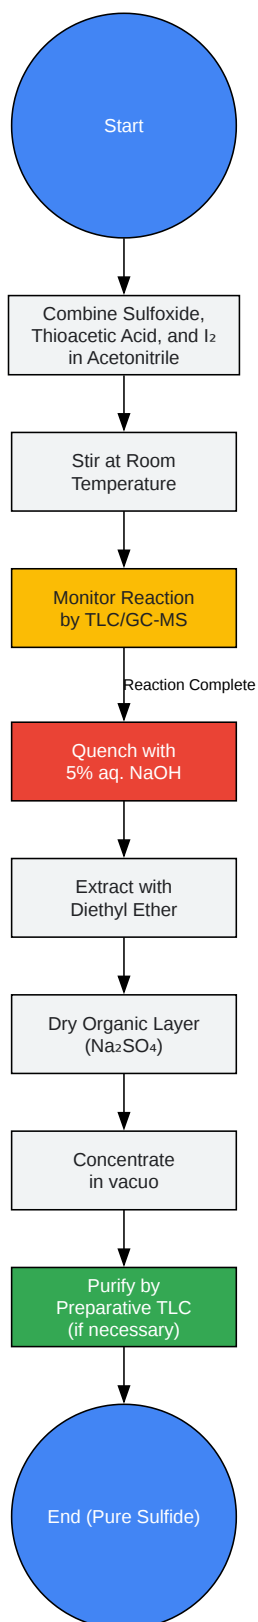 Start
Combine Sulfoxide,
Thioacetic Acid, and I₂
in Acetonitrile
Stir at Room
Temperature
Monitor Reaction
by TLC/GC-MS
Reaction Complete
Quench with
5% aq. NaOH
Extract with
Diethyl Ether
Dry Organic Layer
(Na₂SO₄)
Concentrate
in vacuo
Purify by
Preparative TLC
(if necessary)
End (Pure Sulfide)